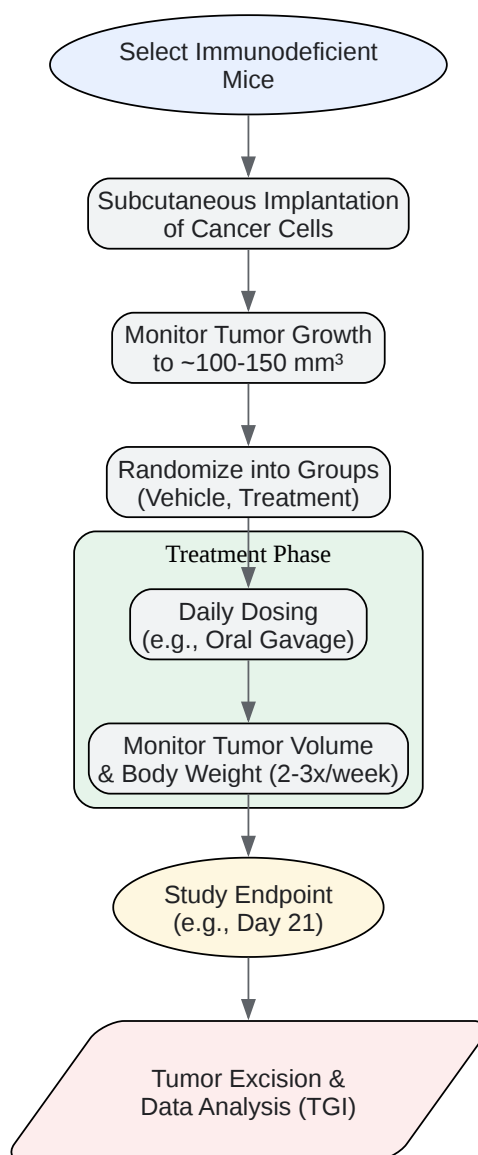 Select Immunodeficient
Mice
Subcutaneous Implantation
of Cancer Cells
Monitor Tumor Growth
to ~100-150 mm³
Randomize into Groups
(Vehicle, Treatment)
Treatment Phase
Daily Dosing
(e.g., Oral Gavage)
Monitor Tumor Volume
& Body Weight (2-3x/week)
Study Endpoint
(e.g., Day 21)
Tumor Excision &
Data Analysis (TGI)